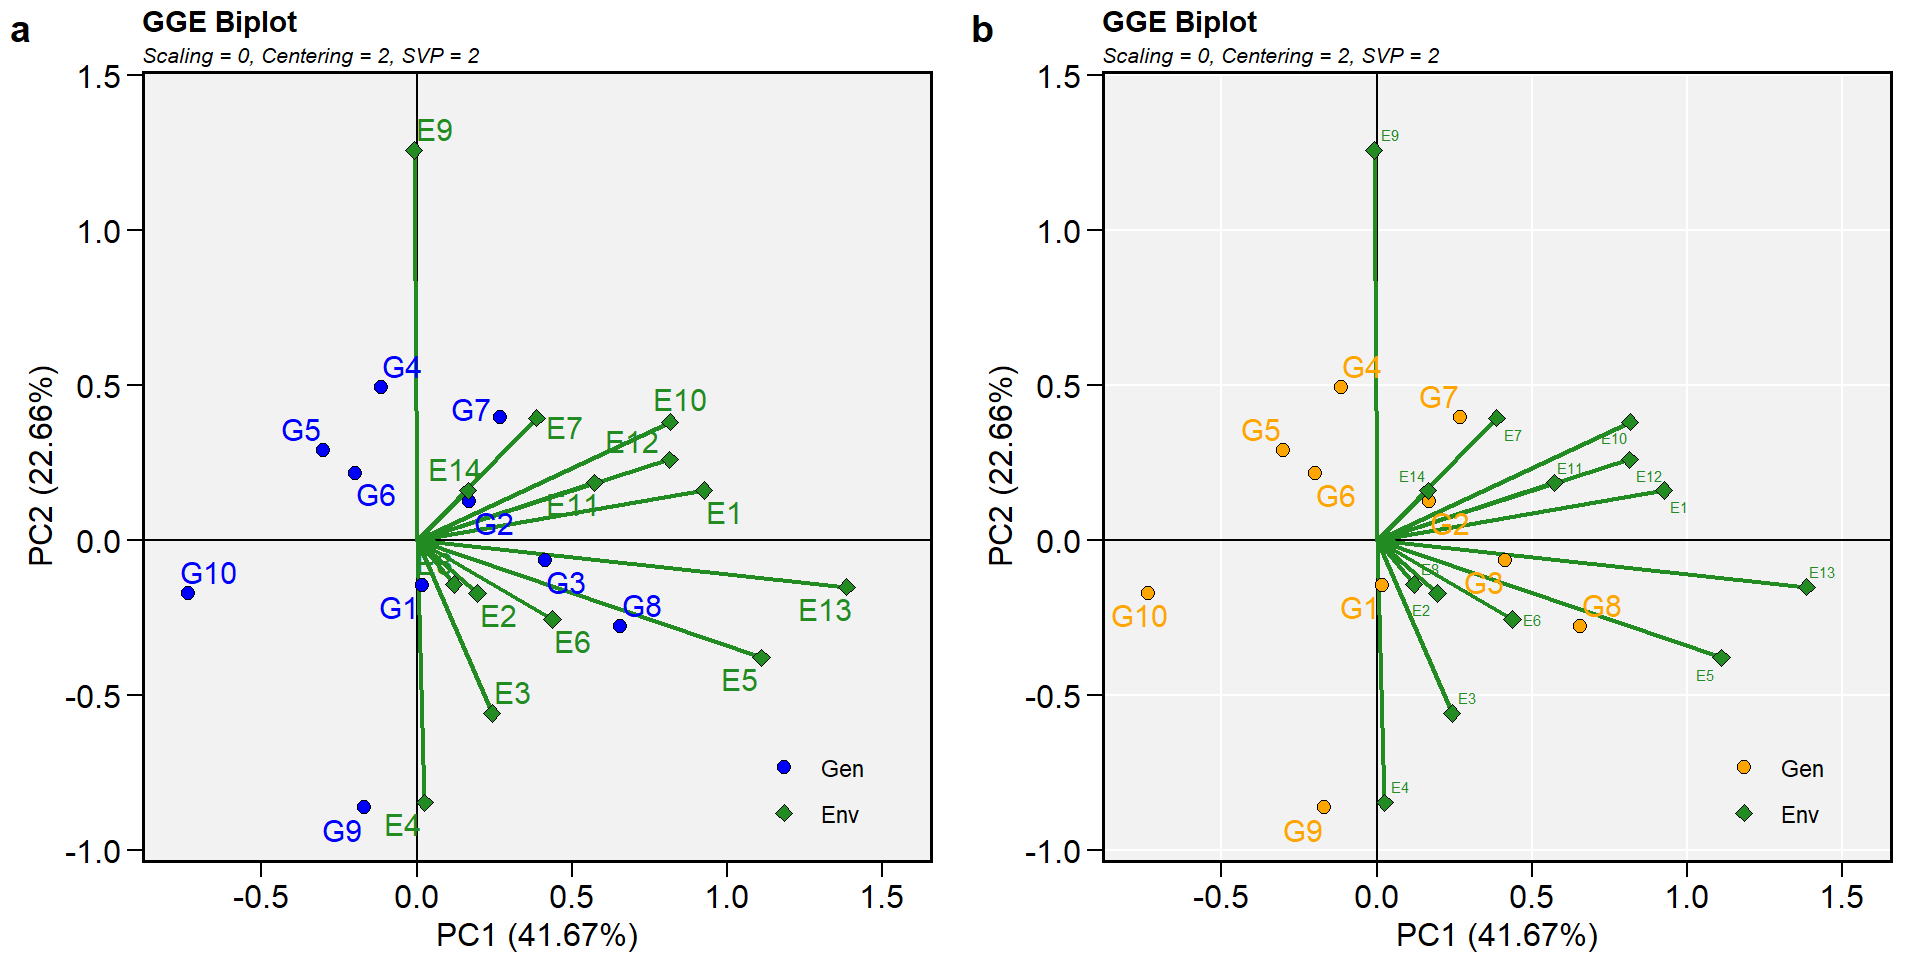 a
GGE Biplot
Scaling = 0, Centering = 2, SVP = 2
1.5
1.0
0.5
0.0
-0.5
-1.0
PC2 (22.66%)
E9
G4
G7
E10
G5
E7
E12
E14
G6
E11
E1
G2
G10
G3
G1
G8
E13
E2
E6
E5
E3
G9
E4
Gen
Env
-0.5
0.0
0.5
1.0
1.5
PC1 (41.67%)
b
GGE Biplot
Scaling = 0, Centering = 2, SVP = 2
1.5
1.0
0.5
0.0
-0.5
-1.0
PC2 (22.66%)
E9
G4
G7
G5
E7
E10
E11
E14
E12
G6
E1
G2
E8
E13
G3
G1
G8
G10
E2
E6
E5
E3
E4
G9
Gen
Env
-0.5
0.0
0.5
1.0
1.5
PC1 (41.67%)